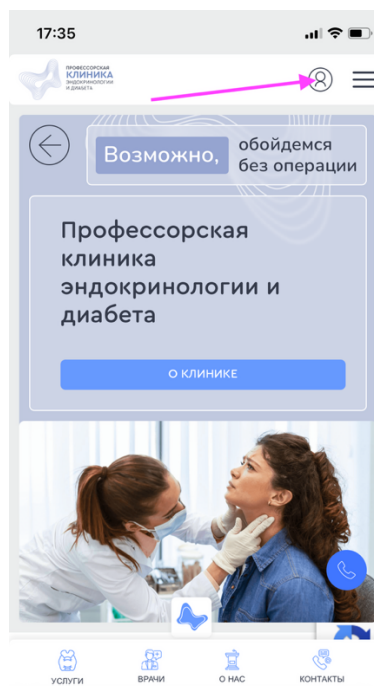 17:35
ПРОФЕССОРСКАЯ
КЛИНИКА
ЭНДОКРИНОЛОГИИ
И ДИАБЕТА
Возможно,
обойдемся
без операции
Профессорская
клиника
эндокринологии и
диабета
О КЛИНИКЕ
УСЛУГИ
ВРАЧИ
О НАС
КОНТАКТЫ